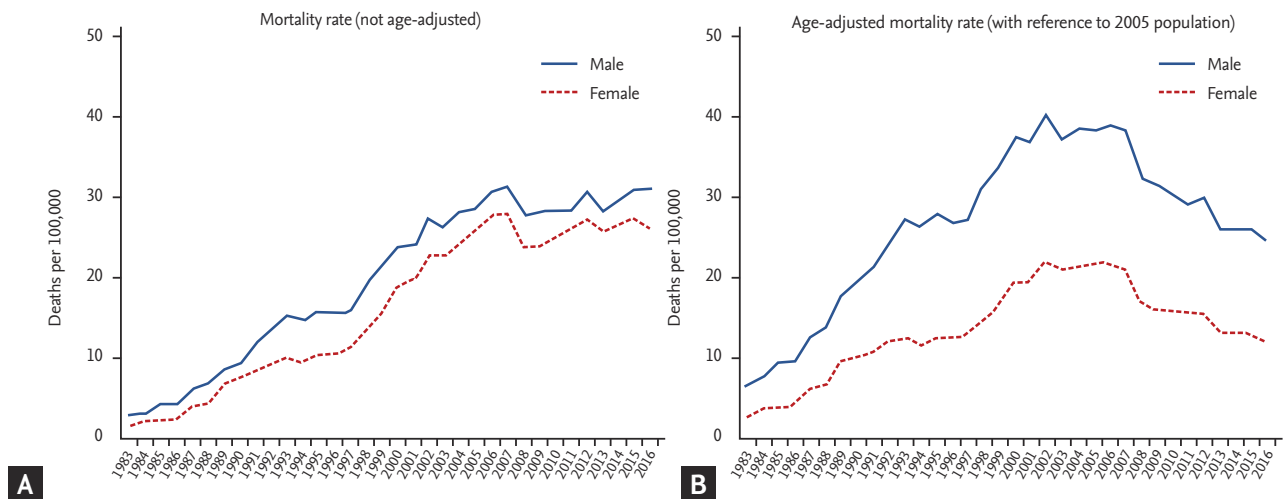 Mortality rate (not age-adjusted)
50
40
30
20
10
0
Deaths per 100,000
Male
Female
1983 1984 1985 1986 1987 1988 1989 1990 1991 1992 1993 1994 1995 1996 1997 1998 1999 2000 2001 2002 2003 2004 2005 2006 2007 2008 2009 2010 2011 2012 2013 2014 2015 2016
A
Age-adjusted mortality rate (with reference to 2005 population)
50
40
30
20
10
0
Deaths per 100,000
Male
Female
1983 1984 1985 1986 1987 1988 1989 1990 1991 1992 1993 1994 1995 1996 1997 1998 1999 2000 2001 2002 2003 2004 2005 2006 2007 2008 2009 2010 2011 2012 2013 2014 2015 2016
B